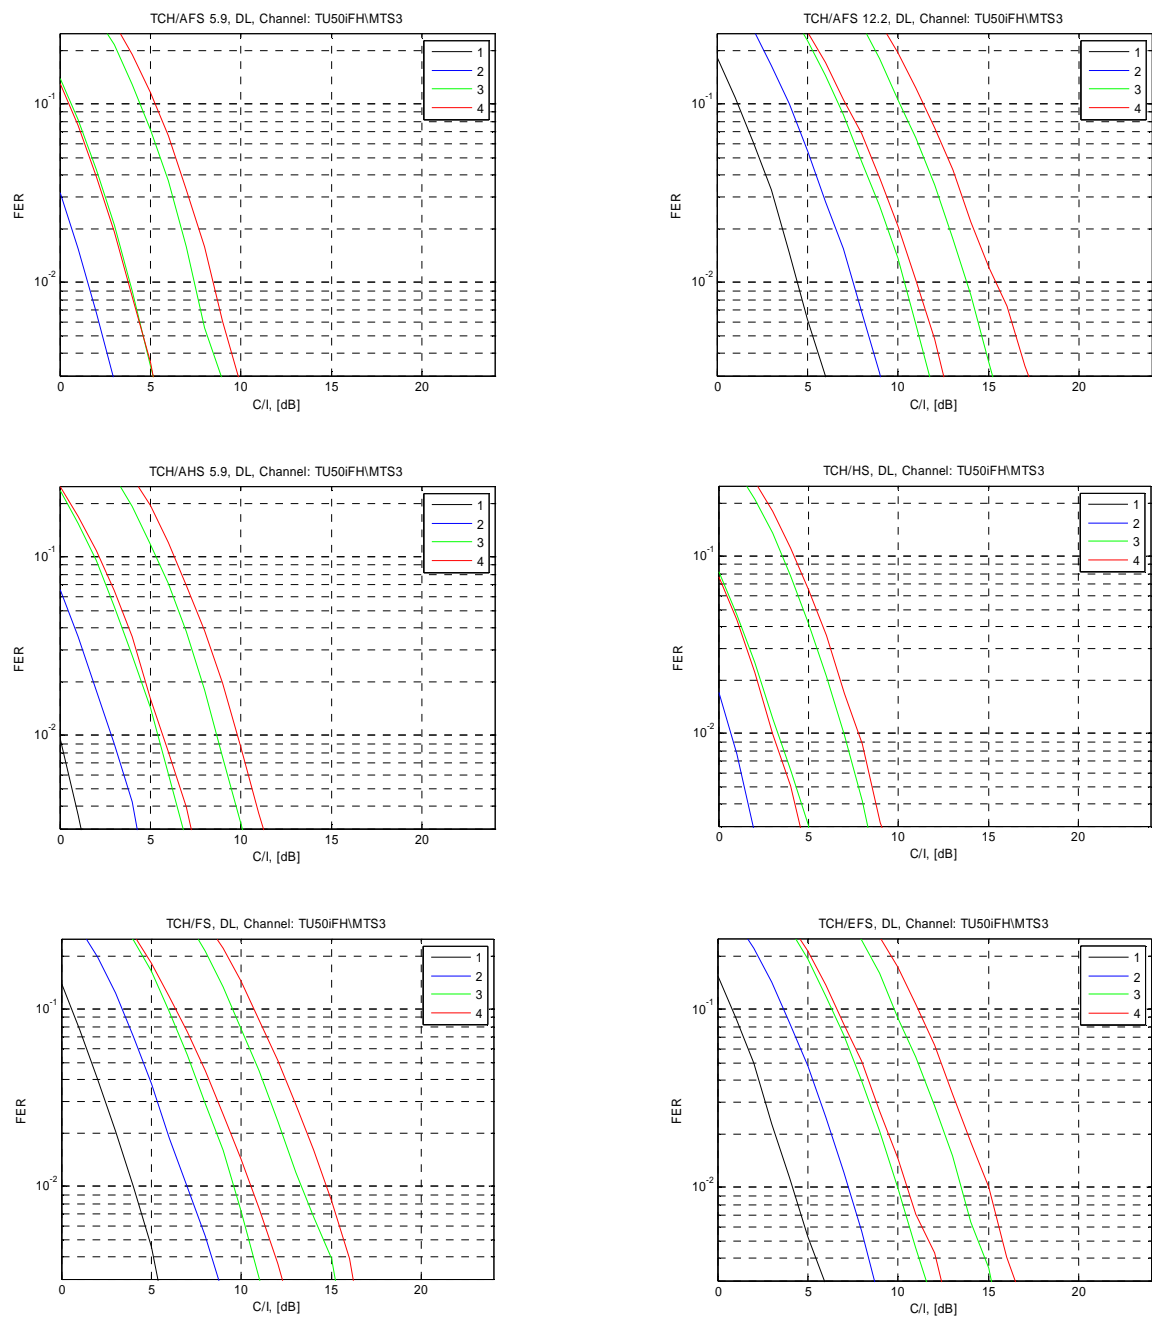 TCH/AFS 5.9, DL, Channel: TU50iFH\MTS3
1
2
3
4
10-1
10-2
FER
0 5 10 15 20
C/I, [dB]
TCH/AFS 12.2, DL, Channel: TU50iFH\MTS3
1
2
3
4
10-1
10-2
FER
0 5 10 15 20
C/I, [dB]
TCH/AHS 5.9, DL, Channel: TU50iFH\MTS3
1
2
3
4
10-1
10-2
FER
0 5 10 15 20
C/I, [dB]
TCH/HS, DL, Channel: TU50iFH\MTS3
1
2
3
4
10-1
10-2
FER
0 5 10 15 20
C/I, [dB]
TCH/FS, DL, Channel: TU50iFH\MTS3
1
2
3
4
10-1
10-2
FER
0 5 10 15 20
C/I, [dB]
TCH/EFS, DL, Channel: TU50iFH\MTS3
1
2
3
4
10-1
10-2
FER
0 5 10 15 20
C/I, [dB]